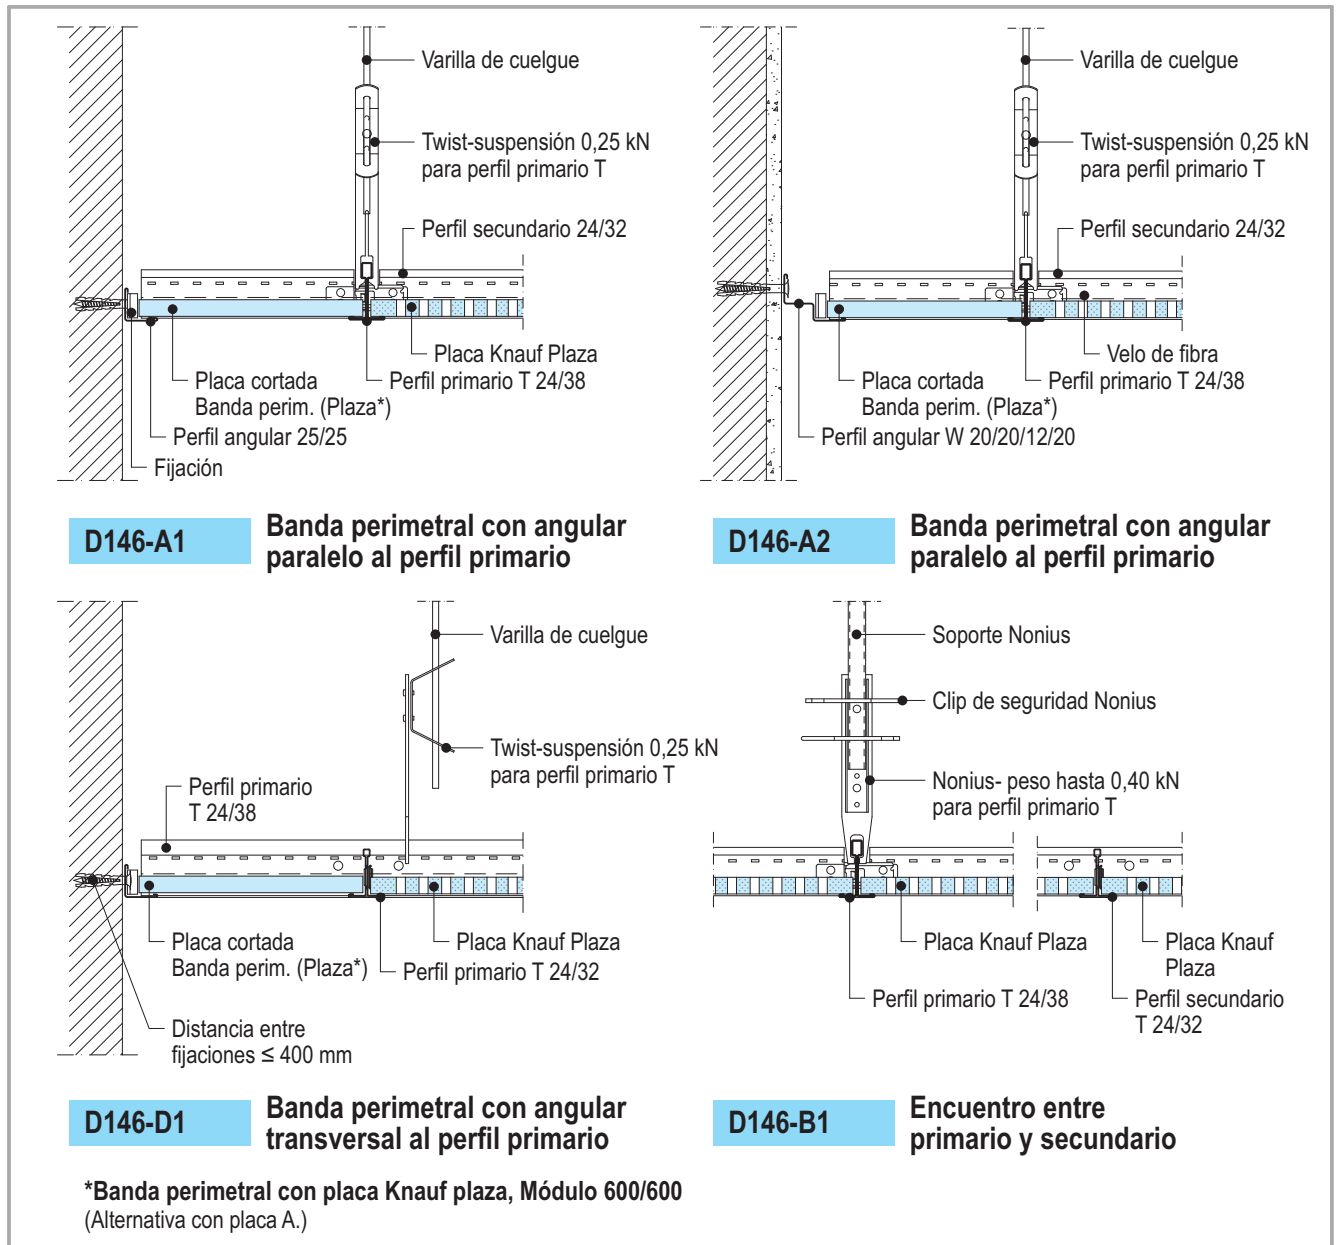 Varilla de cuelgue
Twist-suspensión 0,25 kN
para perfil primario T
Perfil secundario 24/32
Placa Knauf Plaza
Placa cortada
Banda perim. (Plaza*)
Perfil primario T 24/38
Perfil angular 25/25
Fijación
D146-A1
Banda perimetral con angular
paralelo al perfil primario
Varilla de cuelgue
Twist-suspensión 0,25 kN
para perfil primario T
Perfil secundario 24/32
Velo de fibra
Placa cortada
Banda perim. (Plaza*)
Perfil primario T 24/38
Perfil angular W 20/20/12/20
D146-A2
Banda perimetral con angular
paralelo al perfil primario
Varilla de cuelgue
Twist-suspensión 0,25 kN
para perfil primario T
Perfil primario
T 24/38
Placa cortada
Banda perim. (Plaza*)
Placa Knauf Plaza
Perfil primario T 24/32
Distancia entre
fijaciones ≤ 400 mm
D146-D1
Banda perimetral con angular
transversal al perfil primario
Soporte Nonius
Clip de seguridad Nonius
Nonius- peso hasta 0,40 kN
para perfil primario T
Placa Knauf Plaza
Perfil primario T 24/38
Placa Knauf
Plaza
Perfil secundario
T 24/32
D146-B1
Encuentro entre
primario y secundario
*Banda perimetral con placa Knauf plaza, Módulo 600/600
(Alternativa con placa A.)